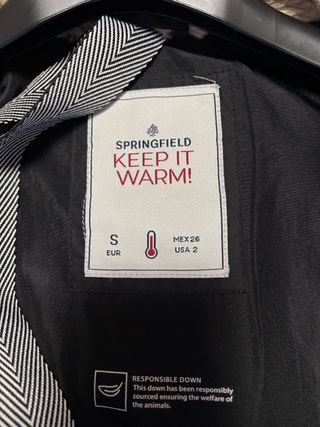 SPRINGFIELD
KEEP IT
WARM!
S
EUR
MEX 26
USA 2
RESPONSIBLE DOWN
This down has been responsibly
sourced ensuring the welfare of
the animals.